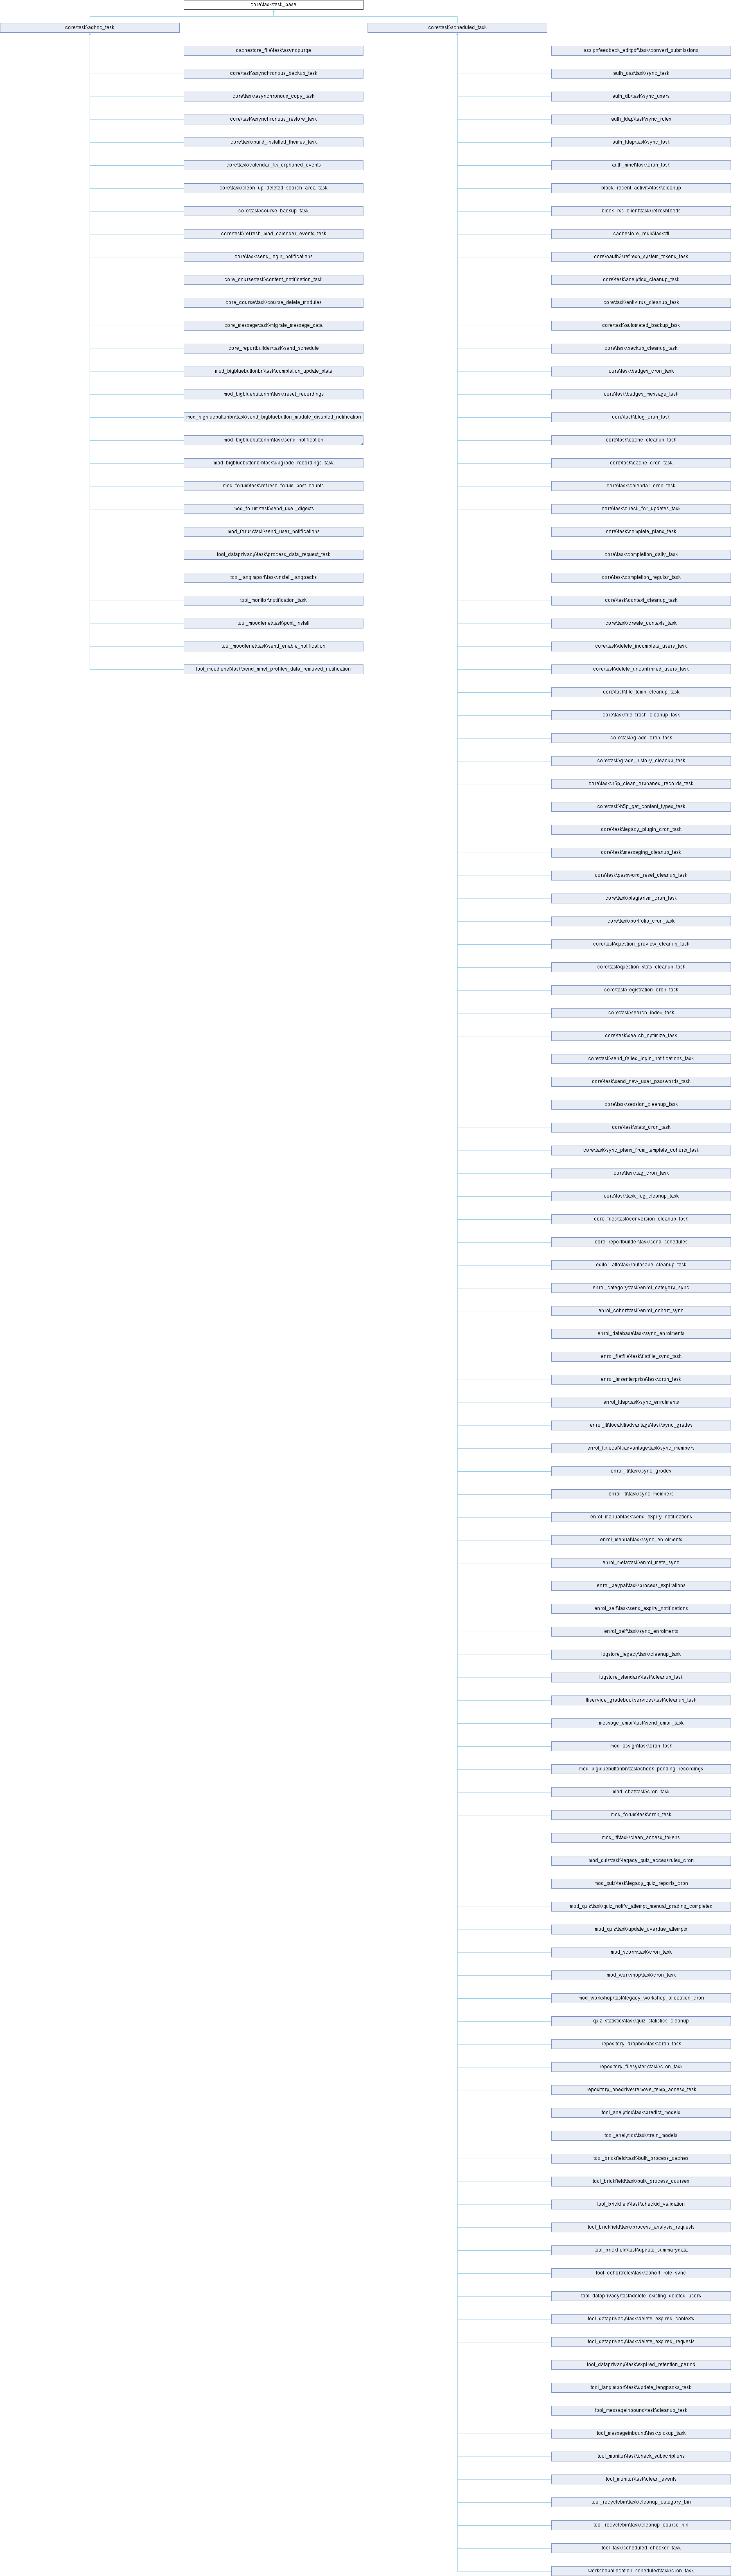 core\task\task_base
core\task\adhoc_task
core\task\scheduled_task
cachestore_file\task\asyncpurge
core\task\asynchronous_backup_task
core\task\asynchronous_copy_task
core\task\asynchronous_restore_task
core\task\build_installed_themes_task
core\task\calendar_fix_orphaned_events
core\task\clean_up_deleted_search_area_task
core\task\course_backup_task
core\task\refresh_mod_calendar_events_task
core\task\send_login_notifications
core_course\task\content_notification_task
core_course\task\course_delete_modules
core_message\task\migrate_message_data
core_reportbuilder\task\send_schedule
mod_bigbluebuttonbn\task\completion_update_state
mod_bigbluebuttonbn\task\reset_recordings
mod_bigbluebuttonbn\task\send_bigbluebutton_module_disabled_notification
mod_bigbluebuttonbn\task\send_notification
mod_bigbluebuttonbn\task\upgrade_recordings_task
mod_forum\task\refresh_forum_post_counts
mod_forum\task\send_user_digests
mod_forum\task\send_user_notifications
tool_dataprivacy\task\process_data_request_task
tool_langimport\task\install_langpacks
tool_monitor\notification_task
tool_moodlenet\task\post_install
tool_moodlenet\task\send_enable_notification
tool_moodlenet\task\send_mnet_profiles_data_removed_notification
assignfeedback_editpdf\task\convert_submissions
auth_cas\task\sync_task
auth_db\task\sync_users
auth_ldap\task\sync_roles
auth_ldap\task\sync_task
auth_mnet\task\cron_task
block_recent_activity\task\cleanup
block_rss_client\task\refreshfeeds
cachestore_redis\task\ttl
core\oauth2\refresh_system_tokens_task
core\task\analytics_cleanup_task
core\task\antivirus_cleanup_task
core\task\automated_backup_task
core\task\backup_cleanup_task
core\task\badges_cron_task
core\task\badges_message_task
core\task\blog_cron_task
core\task\cache_cleanup_task
core\task\cache_cron_task
core\task\calendar_cron_task
core\task\check_for_updates_task
core\task\complete_plans_task
core\task\completion_daily_task
core\task\completion_regular_task
core\task\context_cleanup_task
core\task\create_contexts_task
core\task\delete_incomplete_users_task
core\task\delete_unconfirmed_users_task
core\task\file_temp_cleanup_task
core\task\file_trash_cleanup_task
core\task\grade_cron_task
core\task\grade_history_cleanup_task
core\task\h5p_clean_orphaned_records_task
core\task\h5p_get_content_types_task
core\task\legacy_plugin_cron_task
core\task\messaging_cleanup_task
core\task\password_reset_cleanup_task
core\task\plagiarism_cron_task
core\task\portfolio_cron_task
core\task\question_preview_cleanup_task
core\task\question_stats_cleanup_task
core\task\registration_cron_task
core\task\search_index_task
core\task\search_optimize_task
core\task\send_failed_login_notifications_task
core\task\send_new_user_passwords_task
core\task\session_cleanup_task
core\task\stats_cron_task
core\task\sync_plans_from_template_cohorts_task
core\task\tag_cron_task
core\task\task_log_cleanup_task
core_files\task\conversion_cleanup_task
core_reportbuilder\task\send_schedules
editor_atto\task\autosave_cleanup_task
enrol_category\task\enrol_category_sync
enrol_cohort\task\enrol_cohort_sync
enrol_database\task\sync_enrolments
enrol_flatfile\task\flatfile_sync_task
enrol_imsenterprise\task\cron_task
enrol_ldap\task\sync_enrolments
enrol_lti\local\ltiadvantage\task\sync_grades
enrol_lti\local\ltiadvantage\task\sync_members
enrol_lti\task\sync_grades
enrol_lti\task\sync_members
enrol_manual\task\send_expiry_notifications
enrol_manual\task\sync_enrolments
enrol_meta\task\enrol_meta_sync
enrol_paypal\task\process_expirations
enrol_self\task\send_expiry_notifications
enrol_self\task\sync_enrolments
logstore_legacy\task\cleanup_task
logstore_standard\task\cleanup_task
ltiservice_gradebookservices\task\cleanup_task
message_email\task\send_email_task
mod_assign\task\cron_task
mod_bigbluebuttonbn\task\check_pending_recordings
mod_chat\task\cron_task
mod_forum\task\cron_task
mod_lti\task\clean_access_tokens
mod_quiz\task\legacy_quiz_accessrules_cron
mod_quiz\task\legacy_quiz_reports_cron
mod_quiz\task\quiz_notify_attempt_manual_grading_completed
mod_quiz\task\update_overdue_attempts
mod_scorm\task\cron_task
mod_workshop\task\cron_task
mod_workshop\task\legacy_workshop_allocation_cron
quiz_statistics\task\quiz_statistics_cleanup
repository_dropbox\task\cron_task
repository_filesystem\task\cron_task
repository_onedrive\remove_temp_access_task
tool_analytics\task\predict_models
tool_analytics\task\train_models
tool_brickfield\task\bulk_process_caches
tool_brickfield\task\bulk_process_courses
tool_brickfield\task\checkid_validation
tool_brickfield\task\process_analysis_requests
tool_brickfield\task\update_summarydata
tool_cohortroles\task\cohort_role_sync
tool_dataprivacy\task\delete_existing_deleted_users
tool_dataprivacy\task\delete_expired_contexts
tool_dataprivacy\task\delete_expired_requests
tool_dataprivacy\task\expired_retention_period
tool_langimport\task\update_langpacks_task
tool_messageinbound\task\cleanup_task
tool_messageinbound\task\pickup_task
tool_monitor\task\check_subscriptions
tool_monitor\task\clean_events
tool_recyclebin\task\cleanup_category_bin
tool_recyclebin\task\cleanup_course_bin
tool_task\scheduled_checker_task
workshopallocation_scheduled\task\cron_task